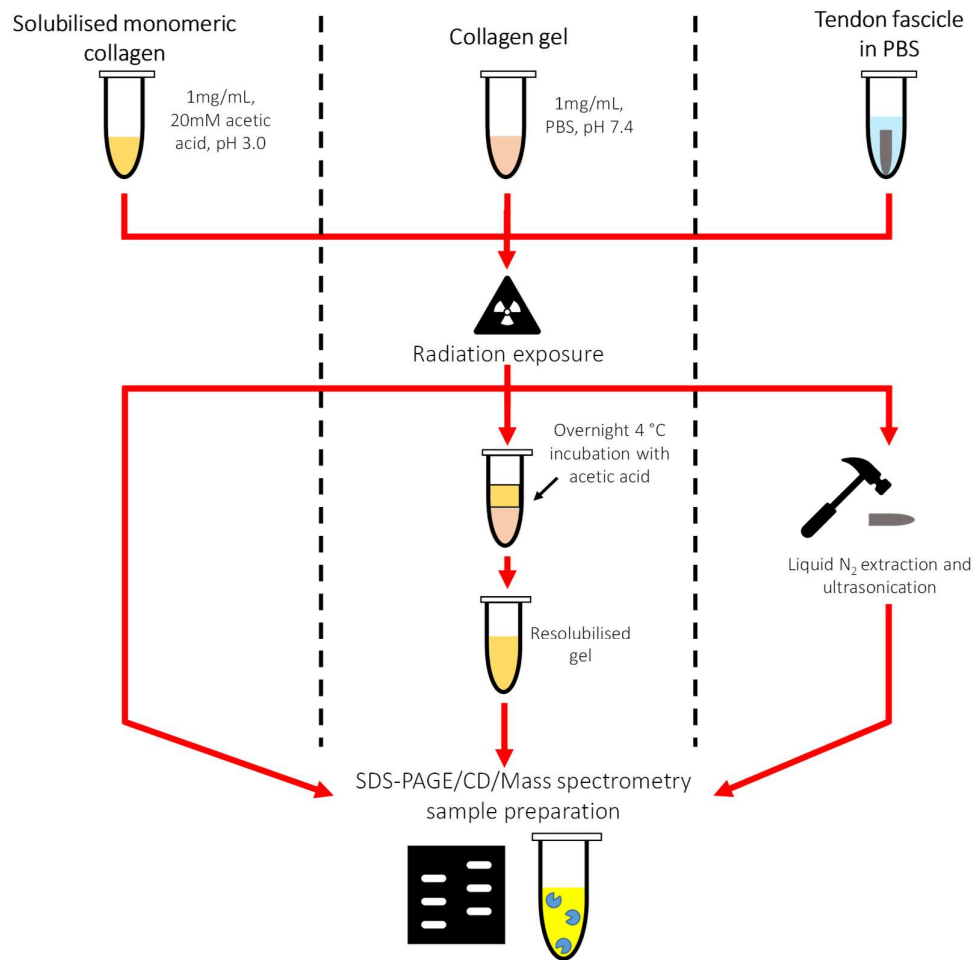 Solubilised monomeric
collagen
1mg/mL,
20mM acetic
acid, pH 3.0
Collagen gel
1mg/mL,
PBS, pH 7.4
Tendon fascicle
in PBS
Radiation exposure
Overnight 4 °C
incubation with
acetic acid
Liquid N₂ extraction and
ultrasonication
Resolubilised
gel
SDS-PAGE/CD/Mass spectrometry
sample preparation